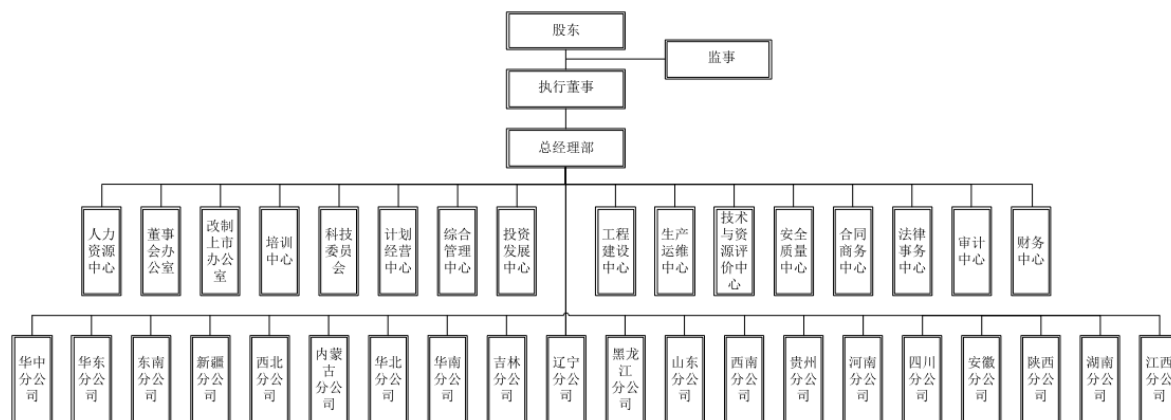 股东
监事
执行董事
总经理部
人力
资源
中心
董事
会办
公室
改制
上市
办公
室
培训
中心
科技
委员
会
计划
经营
中心
综合
管理
中心
投资
发展
中心
工程
建设
中心
生产
运维
中心
技术
与资
源评
价中
心
安全
质量
中心
合同
商务
中心
法律
事务
中心
审计
中心
财务
中心
华中
分公
司
华东
分公
司
东南
分公
司
新疆
分公
司
西北
分公
司
内蒙
古
分公
司
华北
分公
司
华南
分公
司
吉林
分公
司
辽宁
分公
司
黑龙
江
分公
司
山东
分公
司
西南
分公
司
贵州
分公
司
河南
分公
司
四川
分公
司
安徽
分公
司
陕西
分公
司
湖南
分公
司
江西
分公
司